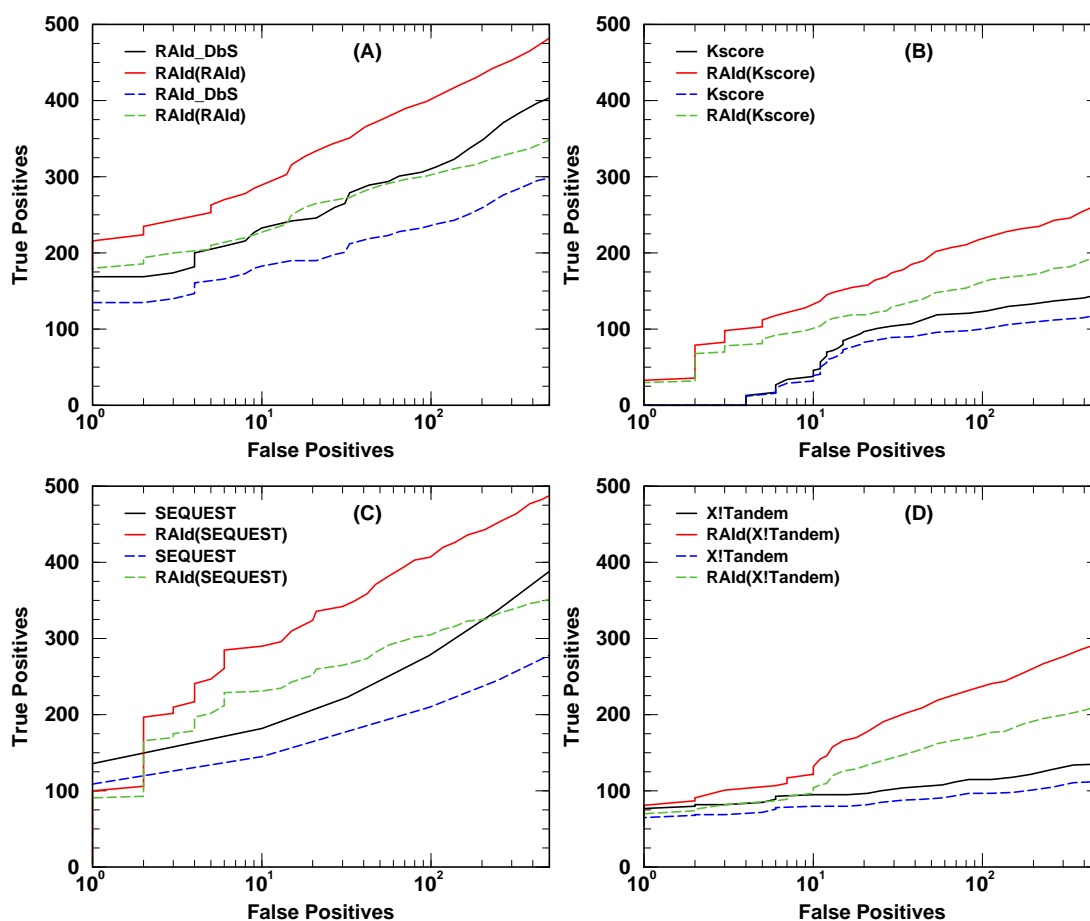 (A)
RAId_DbS
RAId(RAId)
RAId_DbS
RAId(RAId)
500
400
300
200
100
0
True Positives
10^0 10^1 10^2
False Positives
(B)
Kscore
RAId(Kscore)
Kscore
RAId(Kscore)
500
400
300
200
100
0
True Positives
10^0 10^1 10^2
False Positives
(C)
SEQUEST
RAId(SEQUEST)
SEQUEST
RAId(SEQUEST)
500
400
300
200
100
0
True Positives
10^0 10^1 10^2
False Positives
(D)
X!Tandem
RAId(X!Tandem)
X!Tandem
RAId(X!Tandem)
500
400
300
200
100
0
True Positives
10^0 10^1 10^2
False Positives